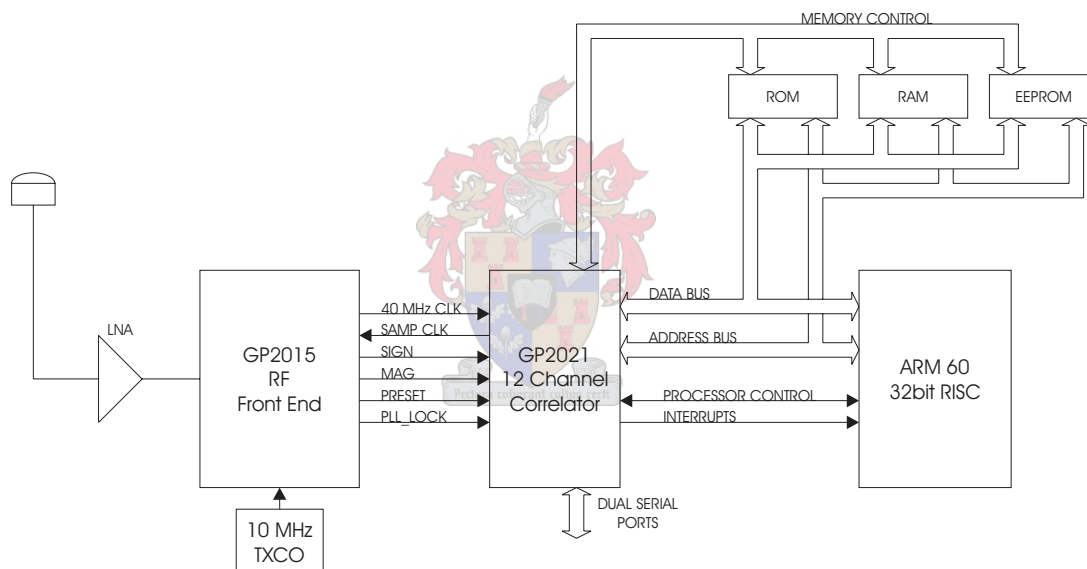 MEMORY CONTROL
ROM
RAM
EEPROM
DATA BUS
ADDRESS BUS
LNA
40 MHz CLK
SAMP CLK
SIGN
MAG
PRESET
PLL_LOCK
GP2015
RF
Front End
GP2021
12 Channel
Correlator
PROCESSOR CONTROL
INTERRUPTS
ARM 60
32bit RISC
10 MHz
TXCO
DUAL SERIAL
PORTS